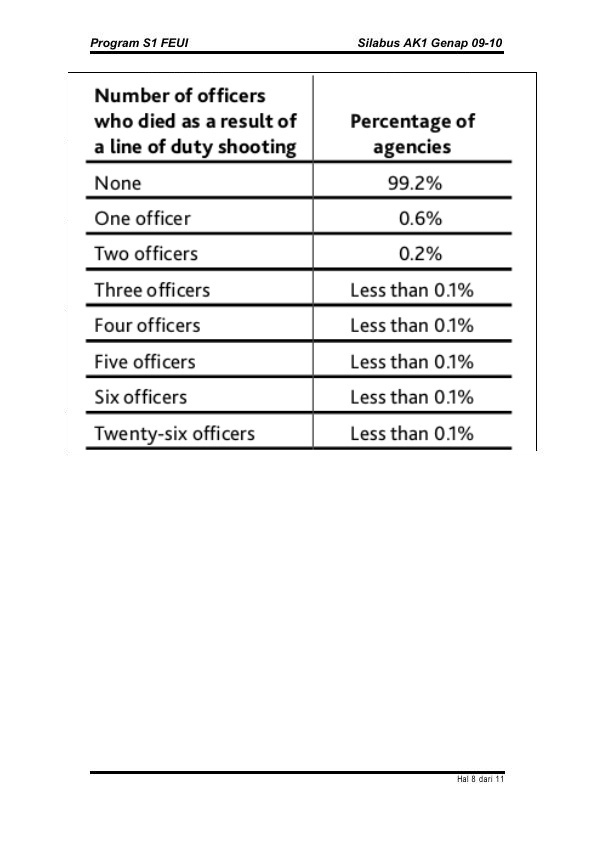 Program S1 FEUI Silabus AK1 Genap 09-10
Number of officers
who died as a result of
a line of duty shooting
Percentage of
agencies
None 99.2%
One officer 0.6%
Two officers 0.2%
Three officers Less than 0.1%
Four officers Less than 0.1%
Five officers Less than 0.1%
Six officers Less than 0.1%
Twenty-six officers Less than 0.1%
Hal 8 dari 11